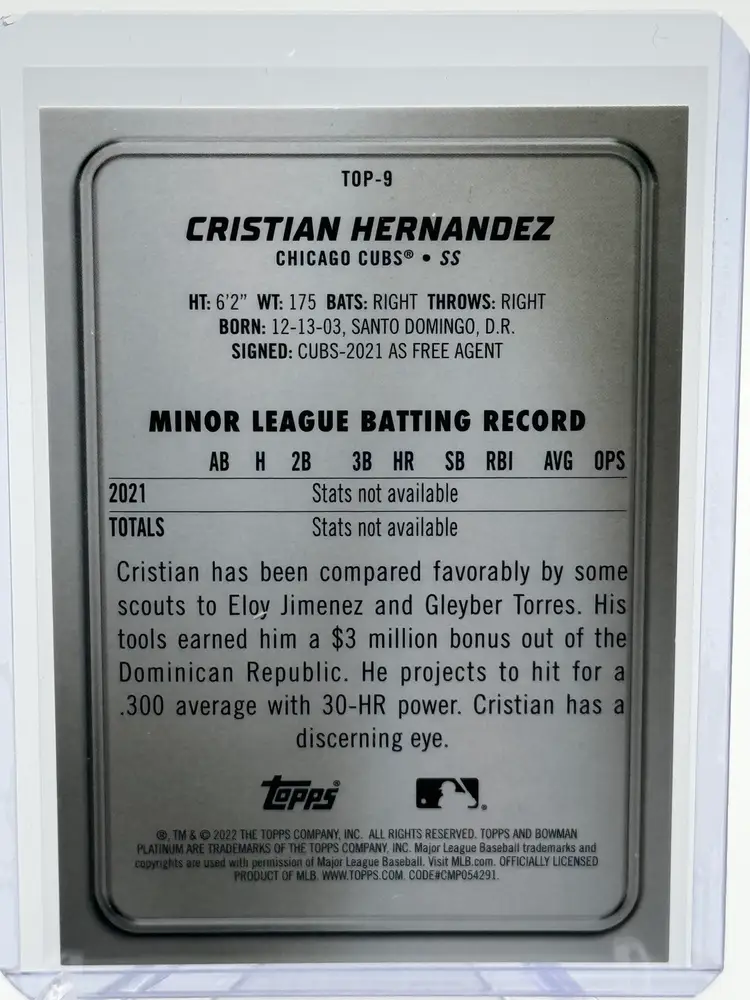 TOP-9
CRISTIAN HERNANDEZ
CHICAGO CUBS® • SS
HT: 6'2" WT: 175 BATS: RIGHT THROWS: RIGHT
BORN: 12-13-03, SANTO DOMINGO, D.R.
SIGNED: CUBS-2021 AS FREE AGENT
MINOR LEAGUE BATTING RECORD
AB H 2B 3B HR SB RBI AVG OPS
2021 Stats not available
TOTALS Stats not available
Cristian has been compared favorably by some
scouts to Eloy Jimenez and Gleyber Torres. His
tools earned him a $3 million bonus out of the
Dominican Republic. He projects to hit for a
.300 average with 30-HR power. Cristian has a
discerning eye.
Topps®
®, TM & © 2022 THE TOPPS COMPANY, INC. ALL RIGHTS RESERVED. TOPPS AND BOWMAN
PLATINUM ARE TRADEMARKS OF THE TOPPS COMPANY, INC. Major League Baseball trademarks and
copyrights are used with permission of Major League Baseball. Visit MLB.com. OFFICIALLY LICENSED
PRODUCT OF MLB. WWW.TOPPS.COM. CODE#CMP054291.